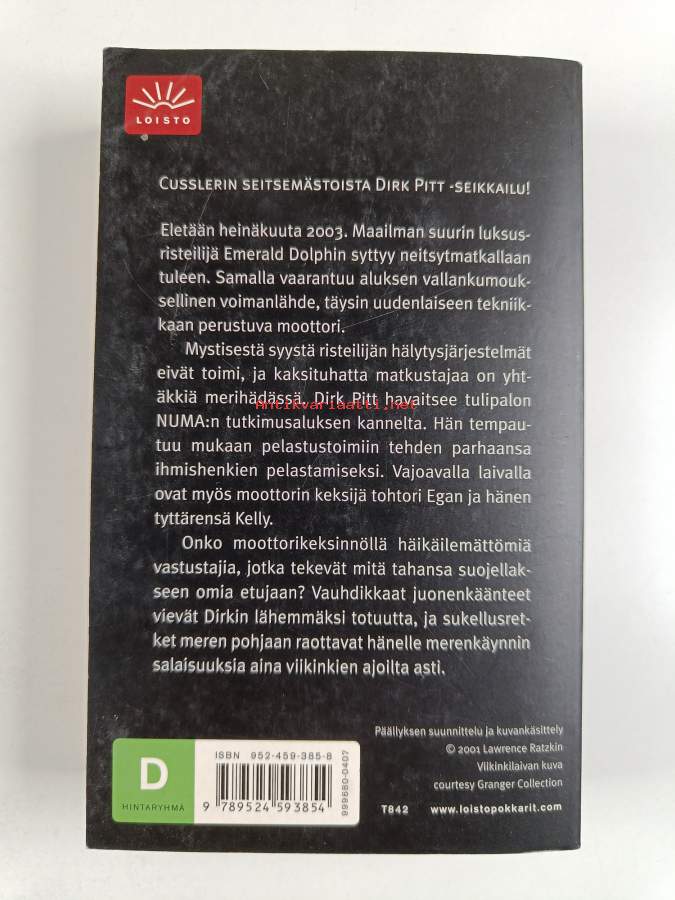 LOISTO
Cusslerin seitsemästoista Dirk Pitt -seikkailu!
Eletään heinäkuuta 2003. Maailman suurin luksus-
risteilijä Emerald Dolphin syttyy neitsytmatkallaan
tuleen. Samalla vaarantuu aluksen vallankumouk-
sellinen voimanlähde, täysin uudenlaiseen tekniik-
kaan perustuva moottori.
Mystisestä syystä risteilijän hälytysjärjestelmät
eivät toimi, ja kaksituhatta matkustajaa on yht-
äkkiä merihädässä. Dirk Pitt havaitsee tulipalon
Antikvariaatti.net
NUMA:n tutkimusaluksen kannelta. Hän tempau-
tuu mukaan pelastustoimiin tehden parhaansa
ihmishenkien pelastamiseksi. Vajoavalla laivalla
ovat myös moottorin keksijä tohtori Egan ja hänen
tyttärensä Kelly.
Onko moottorikeksinnöllä häikäilemättömiä
vastustajia, jotka tekevät mitä tahansa suojellak-
seen omia etujaan? Vauhdikkaat juonenkäänteet
vievät Dirkin lähemmäksi totuutta, ja sukellusret-
ket meren pohjaan raottavat hänelle merenkäynnin
salaisuuksia aina viikinkien ajoilta asti.
Päällyksen suunnittelu ja kuvankäsittely
© 2001 Lawrence Ratzkin
Viikinkilaivan kuva
courtesy Granger Collection
D
HINTARYHMÄ
ISBN 952-459-385-8
9 789524 593854
999680-0407
T842 www.loistopokkarit.com